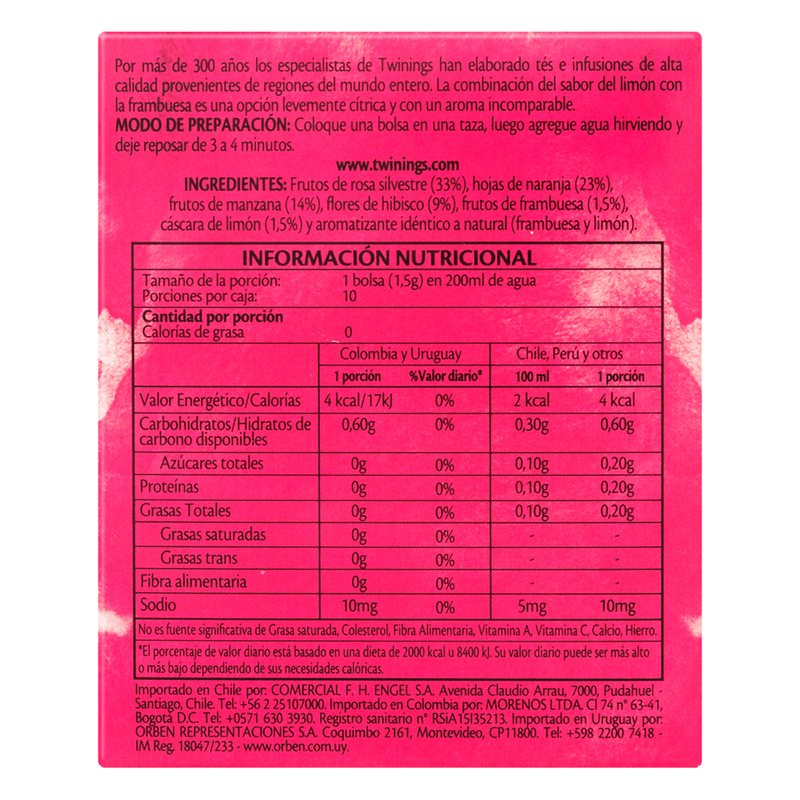 Por más de 300 años los especialistas de Twinings han elaborado tés e infusiones de alta
calidad provenientes de regiones del mundo entero. La combinación del sabor del limón con
la frambuesa es una opción levemente cítrica y con un aroma incomparable.
MODO DE PREPARACIÓN: Coloque una bolsa en una taza, luego agregue agua hirviendo y
deje reposar de 3 a 4 minutos.
www.twinings.com
INGREDIENTES: Frutos de rosa silvestre (33%), hojas de naranja (23%),
frutos de manzana (14%), flores de hibisco (9%), frutos de frambuesa (1,5%),
cáscara de limón (1,5%) y aromatizante idéntico a natural (frambuesa y limón).
INFORMACIÓN NUTRICIONAL
Tamaño de la porción: 1 bolsa (1,5g) en 200ml de agua
Porciones por caja: 10
Cantidad por porción
Calorías de grasa 0
Colombia y Uruguay Chile, Perú y otros
1 porción %Valor diario* 100 ml 1 porción
Valor Energético/Calorías 4 kcal/17kJ 0% 2 kcal 4 kcal
Carbohidratos/Hidratos de 0,60g 0% 0,30g 0,60g
carbono disponibles
Azúcares totales 0g 0% 0,10g 0,20g
Proteínas 0g 0% 0,10g 0,20g
Grasas Totales 0g 0% 0,10g 0,20g
Grasas saturadas 0g 0% - -
Grasas trans 0g 0% - -
Fibra alimentaria 0g 0% - -
Sodio 10mg 0% 5mg 10mg
No es fuente significativa de Grasa saturada, Colesterol, Fibra Alimentaria, Vitamina A, Vitamina C, Calcio, Hierro.
*El porcentaje de valor diario está basado en una dieta de 2000 kcal u 8400 kJ. Su valor diario puede ser más alto
o más bajo dependiendo de sus necesidades calóricas.
Importado en Chile por: COMERCIAL F. H. ENGEL S.A. Avenida Claudio Arrau, 7000, Pudahuel -
Santiago, Chile. Tel: +56 2 25107000. Importado en Colombia por: MORENOS LTDA. Cl 74 n° 63-41,
Bogotá D.C. Tel: +0571 630 3930. Registro sanitario n° RSiA15I35213. Importado en Uruguay por:
ORBEN REPRESENTACIONES S.A. Coquimbo 2161, Montevideo, CP11800. Tel: +598 2200 7418 -
IM Reg. 18047/233 - www.orben.com.uy.